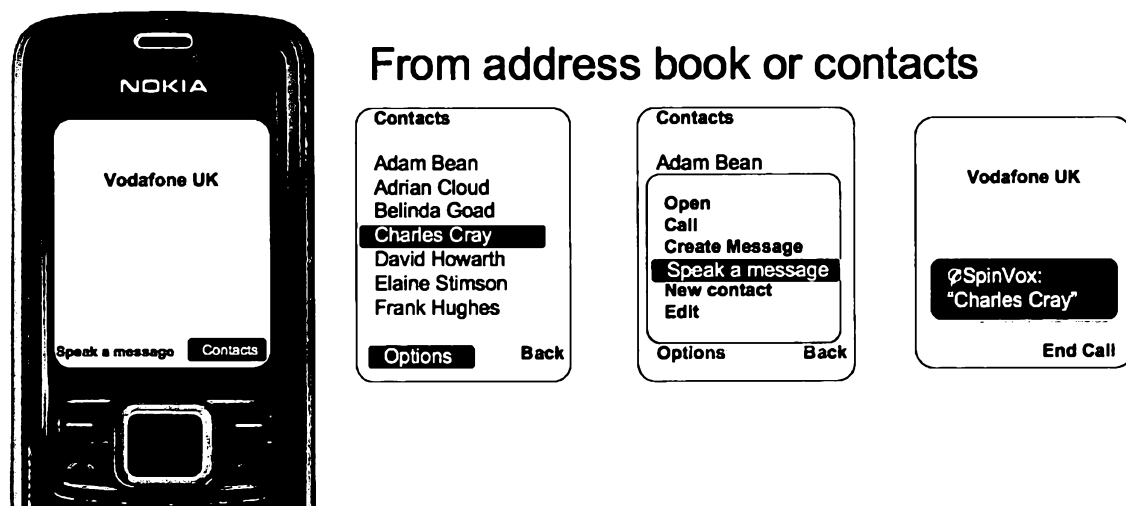 From address book or contacts
NOKIA
Vodafone UK
Speak a message Contacts
Contacts
Adam Bean
Adrian Cloud
Belinda Goad
Charles Cray
David Howarth
Elaine Stimson
Frank Hughes
Options Back
Contacts
Adam Bean
Open
Call
Create Message
Speak a message
New contact
Edit
Options Back
Vodafone UK
SpinVox:
“Charles Cray”
End Call